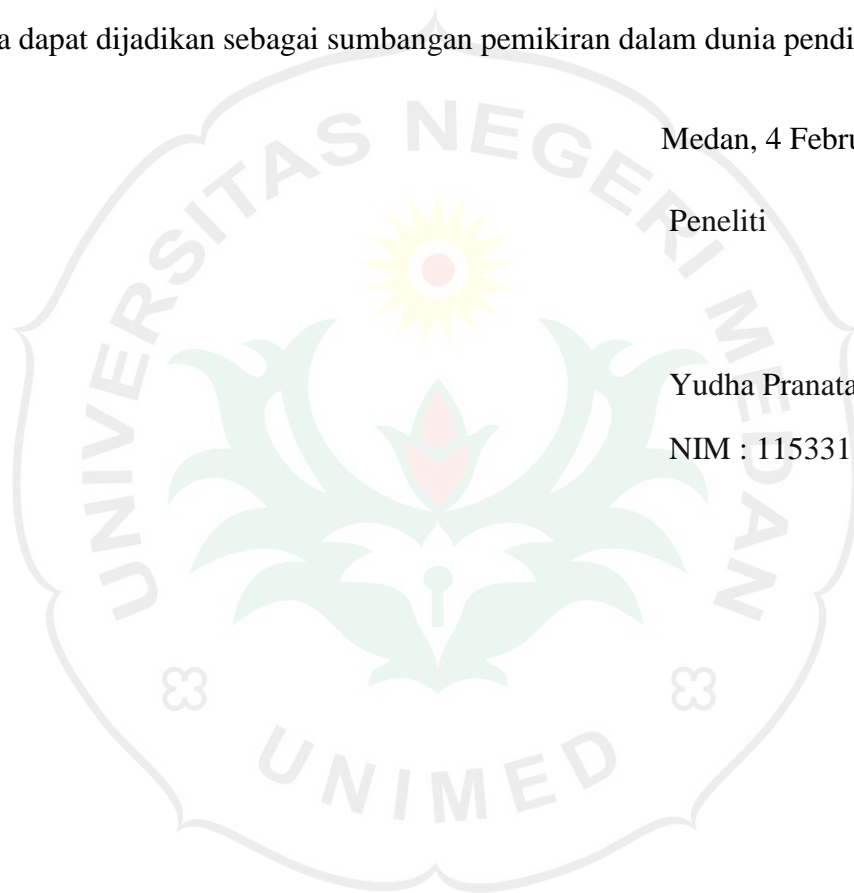 a dapat dijadikan sebagai sumbangan pemikiran dalam dunia pendi
Medan, 4 Febru
Peneliti
Yudha Pranata
NIM : 115331
UNIVERSITAS NEGERI MEDAN
UNIMED